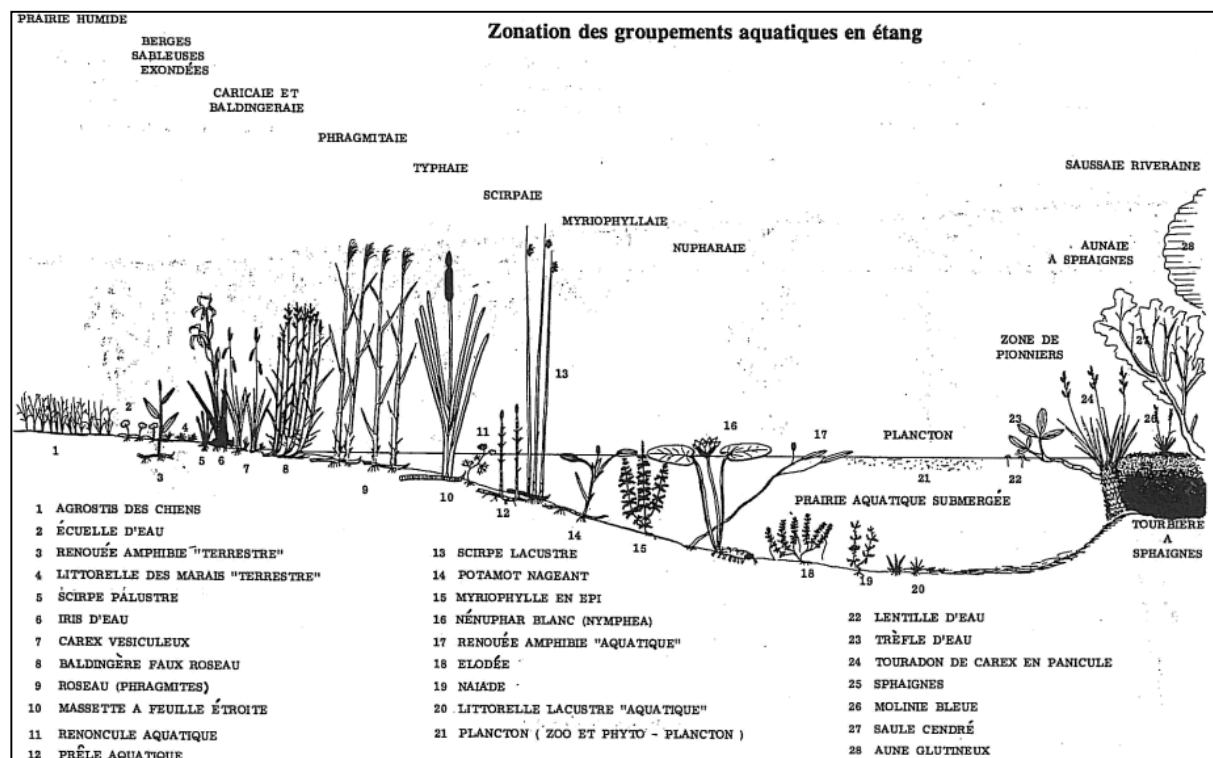 PRAIRIE HUMIDE
Zonation des groupements aquatiques en étang
BERGES
SABLEUSES
EXONDÉES
CARICAIE ET
BALDINGERAIE
PHRAGMITAIE
TYPHAIE
SCIRPAIE
MYRIOPHYLLAIE
NUPHARAIE
SAUSSAIE RIVERAINE
AUNAIE
A SPHAIGNES
28
ZONE DE
PIONNIERS
27
13
2
4
11
16
17
PLANCTON
23
24
26
1
3
5
6
7
8
9
10
12
14
15
21
22
25
PRAIRIE AQUATIQUE SUBMERGÉE
18
19
20
TOURBIÈRE
A
SPHAIGNES
1 AGROSTIS DES CHIENS
2 ÉCUELLE D'EAU
3 RENOUÉE AMPHIBIE "TERRESTRE"
4 LITTORELLE DES MARAIS "TERRESTRE"
5 SCIRPE PALUSTRE
6 IRIS D'EAU
7 CAREX VESICULEUX
8 BALDINGÈRE FAUX ROSEAU
9 ROSEAU (PHRAGMITES)
10 MASSETTE A FEUILLE ÉTROITE
11 RENONCULE AQUATIQUE
12 PRÊLE AQUATIQUE
13 SCIRPE LACUSTRE
14 POTAMOT NAGEANT
15 MYRIOPHYLLE EN EPI
16 NÉNUPHAR BLANC (NYMPHEA)
17 RENOUÉE AMPHIBIE "AQUATIQUE"
18 ELODÉE
19 NAIADE
20 LITTORELLE LACUSTRE "AQUATIQUE"
21 PLANCTON ( ZOO ET PHYTO - PLANCTON )
22 LENTILLE D'EAU
23 TRÈFLE D'EAU
24 TOURADON DE CAREX EN PANICULE
25 SPHAIGNES
26 MOLINIE BLEUE
27 SAULE CENDRÉ
28 AUNE GLUTINEUX